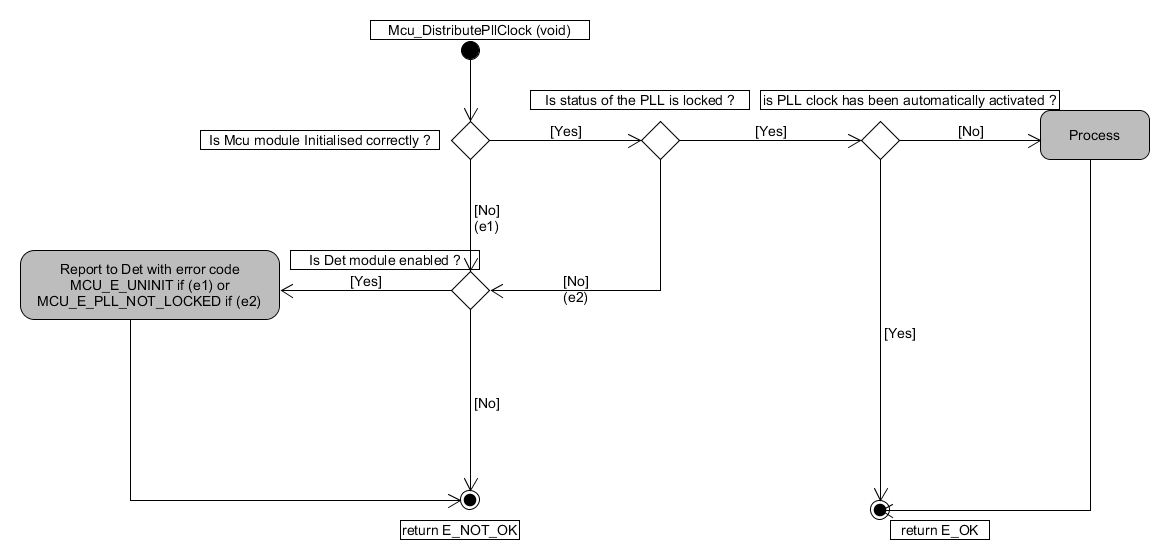 Mcu_DistributePllClock (void)
Is status of the PLL is locked ?
is PLL clock has been automatically activated ?
Is Mcu module Initialised correctly ?
[Yes]
[Yes]
[No]
Process
[No]
(e1)
Is Det module enabled ?
Report to Det with error code
MCU_E_UNINIT if (e1) or
MCU_E_PLL_NOT_LOCKED if (e2)
[Yes]
[No]
(e2)
[Yes]
[No]
return E_NOT_OK
return E_OK